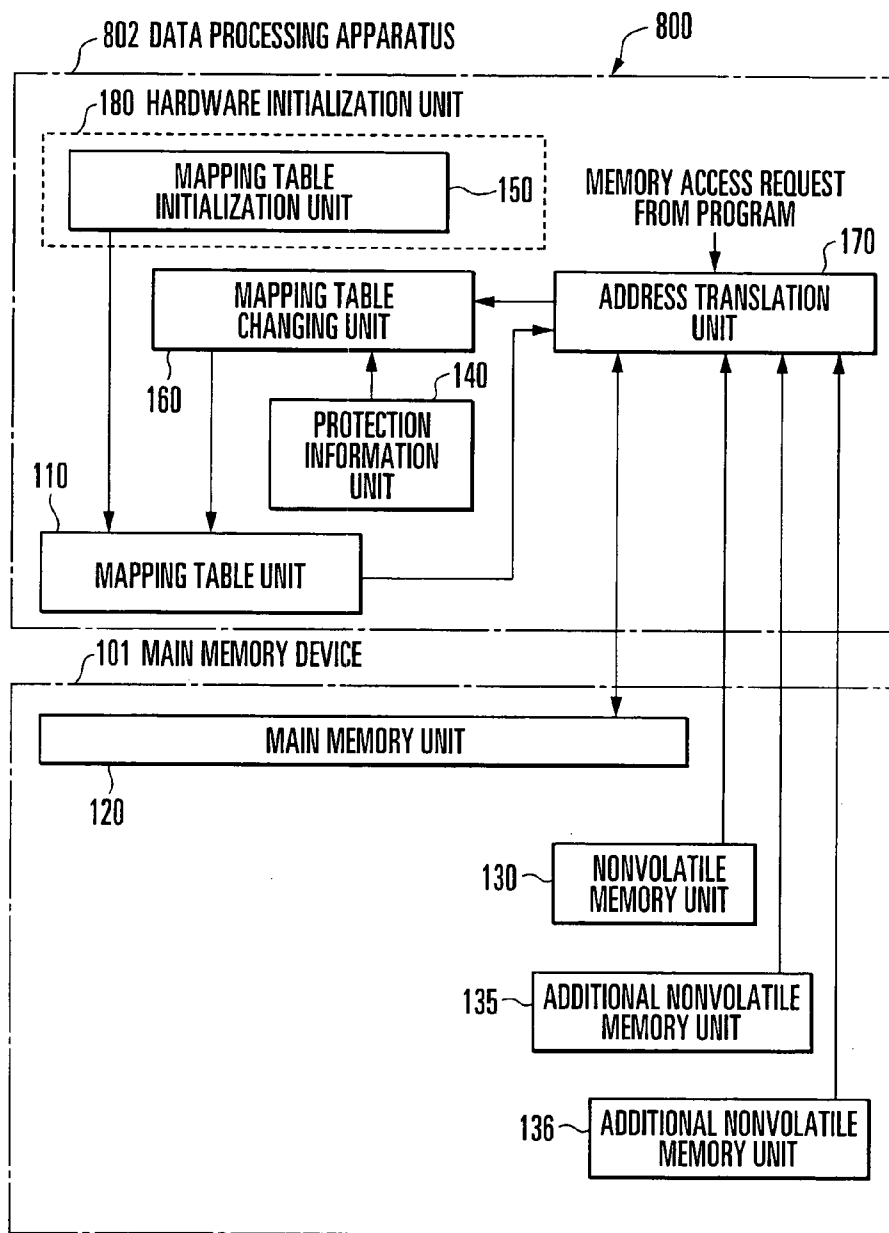 802 DATA PROCESSING APPARATUS
800
180 HARDWARE INITIALIZATION UNIT
MAPPING TABLE
INITIALIZATION UNIT
150
MEMORY ACCESS REQUEST
FROM PROGRAM
170
MAPPING TABLE
CHANGING UNIT
ADDRESS TRANSLATION
UNIT
160
140
PROTECTION
INFORMATION
UNIT
110
MAPPING TABLE UNIT
101 MAIN MEMORY DEVICE
MAIN MEMORY UNIT
120
130
NONVOLATILE
MEMORY UNIT
135
ADDITIONAL NONVOLATILE
MEMORY UNIT
136
ADDITIONAL NONVOLATILE
MEMORY UNIT